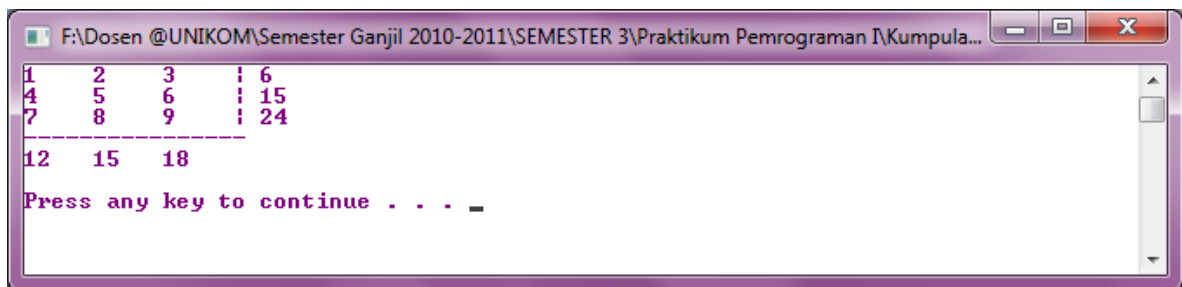 F:\Dosen @UNIKOM\Semester Ganjil 2010-2011\SEMESTER 3\Praktikum Pemrograman I\Kumpula...
1 2 3 ¦ 6
4 5 6 ¦ 15
7 8 9 ¦ 24
----------------
12 15 18
Press any key to continue . . . _